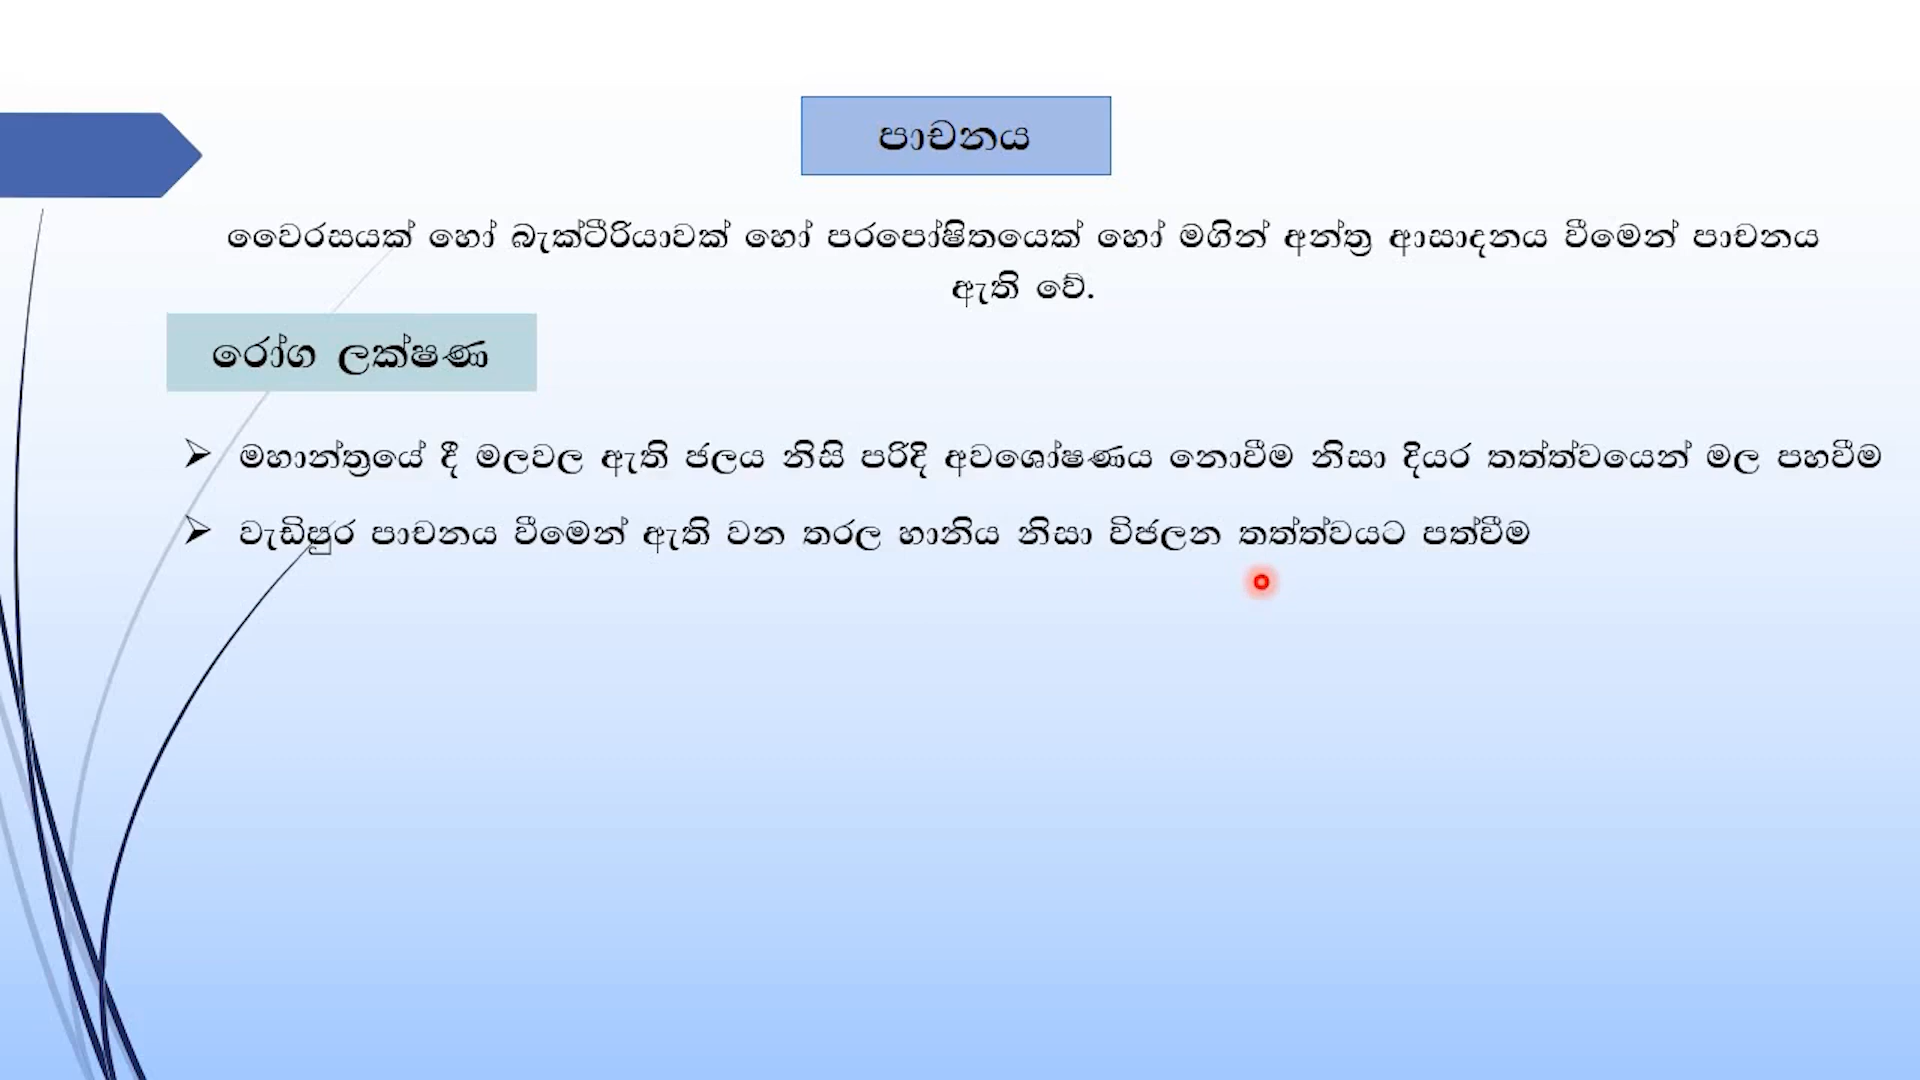 පාචනය
වෛරසයක් හෝ බැක්ටීරියාවක් හෝ පරපෝෂිතයෙක් හෝ මගින් අන්ත්‍ර ආසාදනය වීමෙන් පාචනය
ඇති වේ.
රෝග ලක්ෂණ
මහාන්ත්‍රයේ දී මලවල ඇති ජලය නිසි පරිදි අවශෝෂණය නොවීම නිසා දියර තත්ත්වයෙන් මල පහවීම
වැඩිපුර පාචනය වීමෙන් ඇති වන තරල හානිය නිසා විජලන තත්ත්වයට පත්වීම